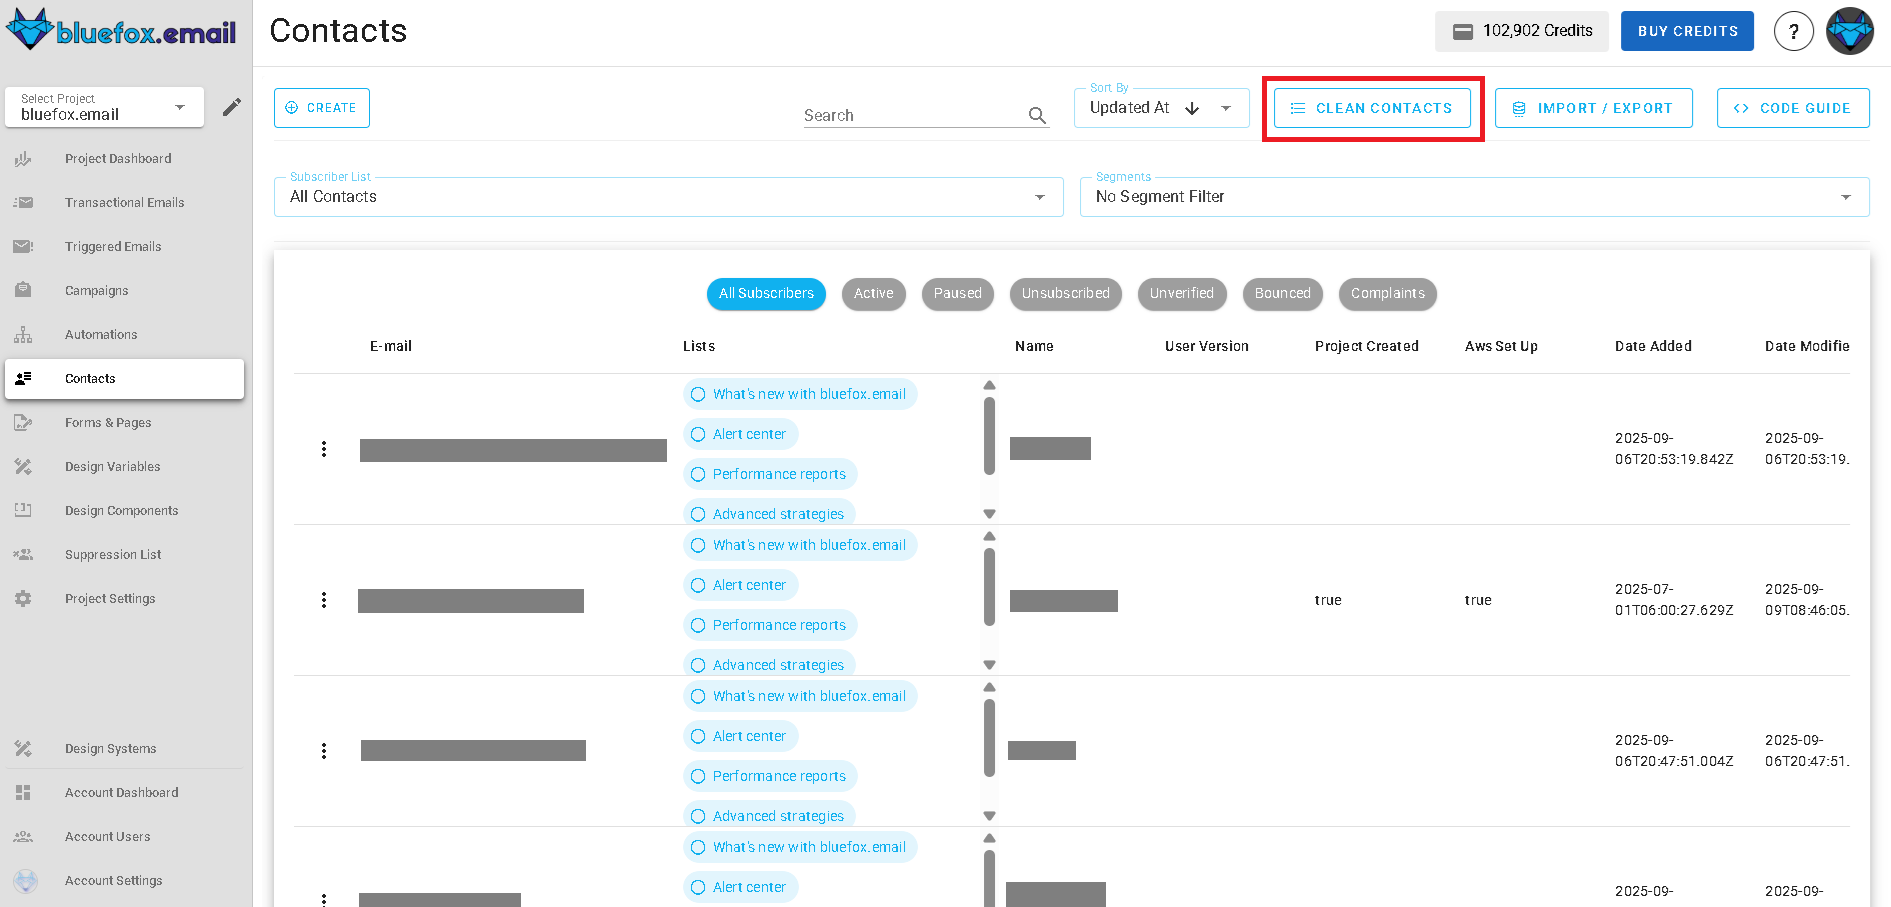 bluefox.email
Contacts
102,902 Credits
BUY CREDITS
?
Select Project
bluefox.email
Project Dashboard
Transactional Emails
Triggered Emails
Campaigns
Automations
Contacts
Forms & Pages
Design Variables
Design Components
Suppression List
Project Settings
Design Systems
Account Dashboard
Account Users
Account Settings
CREATE
Search
Sort By
Updated At
CLEAN CONTACTS
IMPORT / EXPORT
CODE GUIDE
Subscriber List
All Contacts
Segments
No Segment Filter
All Subscribers
Active
Paused
Unsubscribed
Unverified
Bounced
Complaints
E-mail
Lists
Name
User Version
Project Created
Aws Set Up
Date Added
Date Modifie
What's new with bluefox.email
Alert center
Performance reports
Advanced strategies
2025-09-
06T20:53:19.842Z
2025-09-
06T20:53:19.
What's new with bluefox.email
Alert center
Performance reports
Advanced strategies
true
true
2025-07-
01T06:00:27.629Z
2025-09-
09T08:46:05.
What's new with bluefox.email
Alert center
Performance reports
Advanced strategies
2025-09-
06T20:47:51.004Z
2025-09-
06T20:47:51.
What's new with bluefox.email
Alert center
2025-09-
2025-09-